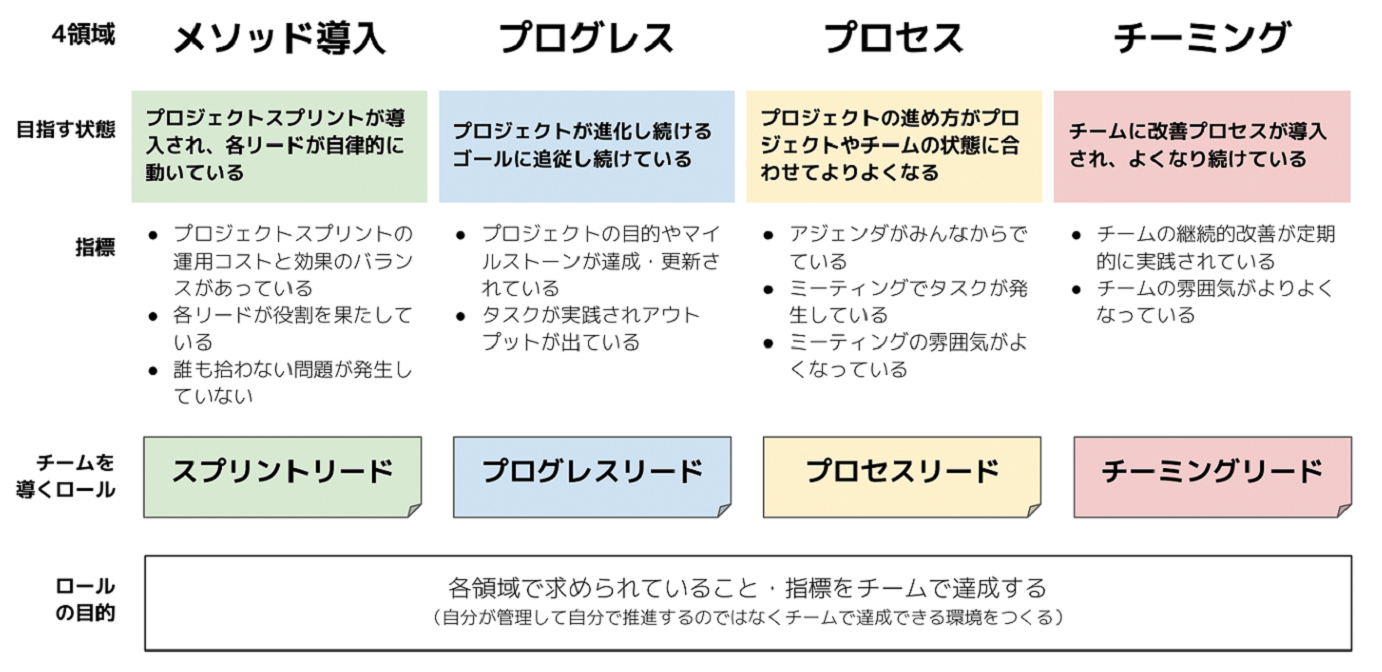 4領域
メソッド導入
プログレス
プロセス
チーミング
目指す状態
プロジェクトスプリントが導
入され、各リードが自律的に
動いている
プロジェクトが進化し続ける
ゴールに追従し続けている
プロジェクトの進め方がプロ
ジェクトやチームの状態に合
わせてよりよくなる
チームに改善プロセスが導入
され、よくなり続けている
指標
● プロジェクトスプリントの
運用コストと効果のバラン
スがあっている
● 各リードが役割を果たして
いる
● 誰も拾わない問題が発生し
ていない
● プロジェクトの目的やマイ
ルストーンが達成・更新さ
れている
● タスクが実践されアウト
プットが出ている
● アジェンダがみんなからで
ている
● ミーティングでタスクが発
生している
● ミーティングの雰囲気がよ
くなっている
● チームの継続的改善が定期
的に実践されている
● チームの雰囲気がよりよく
なっている
チームを
導くロール
スプリントリード
プログレスリード
プロセスリード
チーミングリード
ロール
の目的
各領域で求められていること・指標をチームで達成する
（自分が管理して自分で推進するのではなくチームで達成できる環境をつくる）